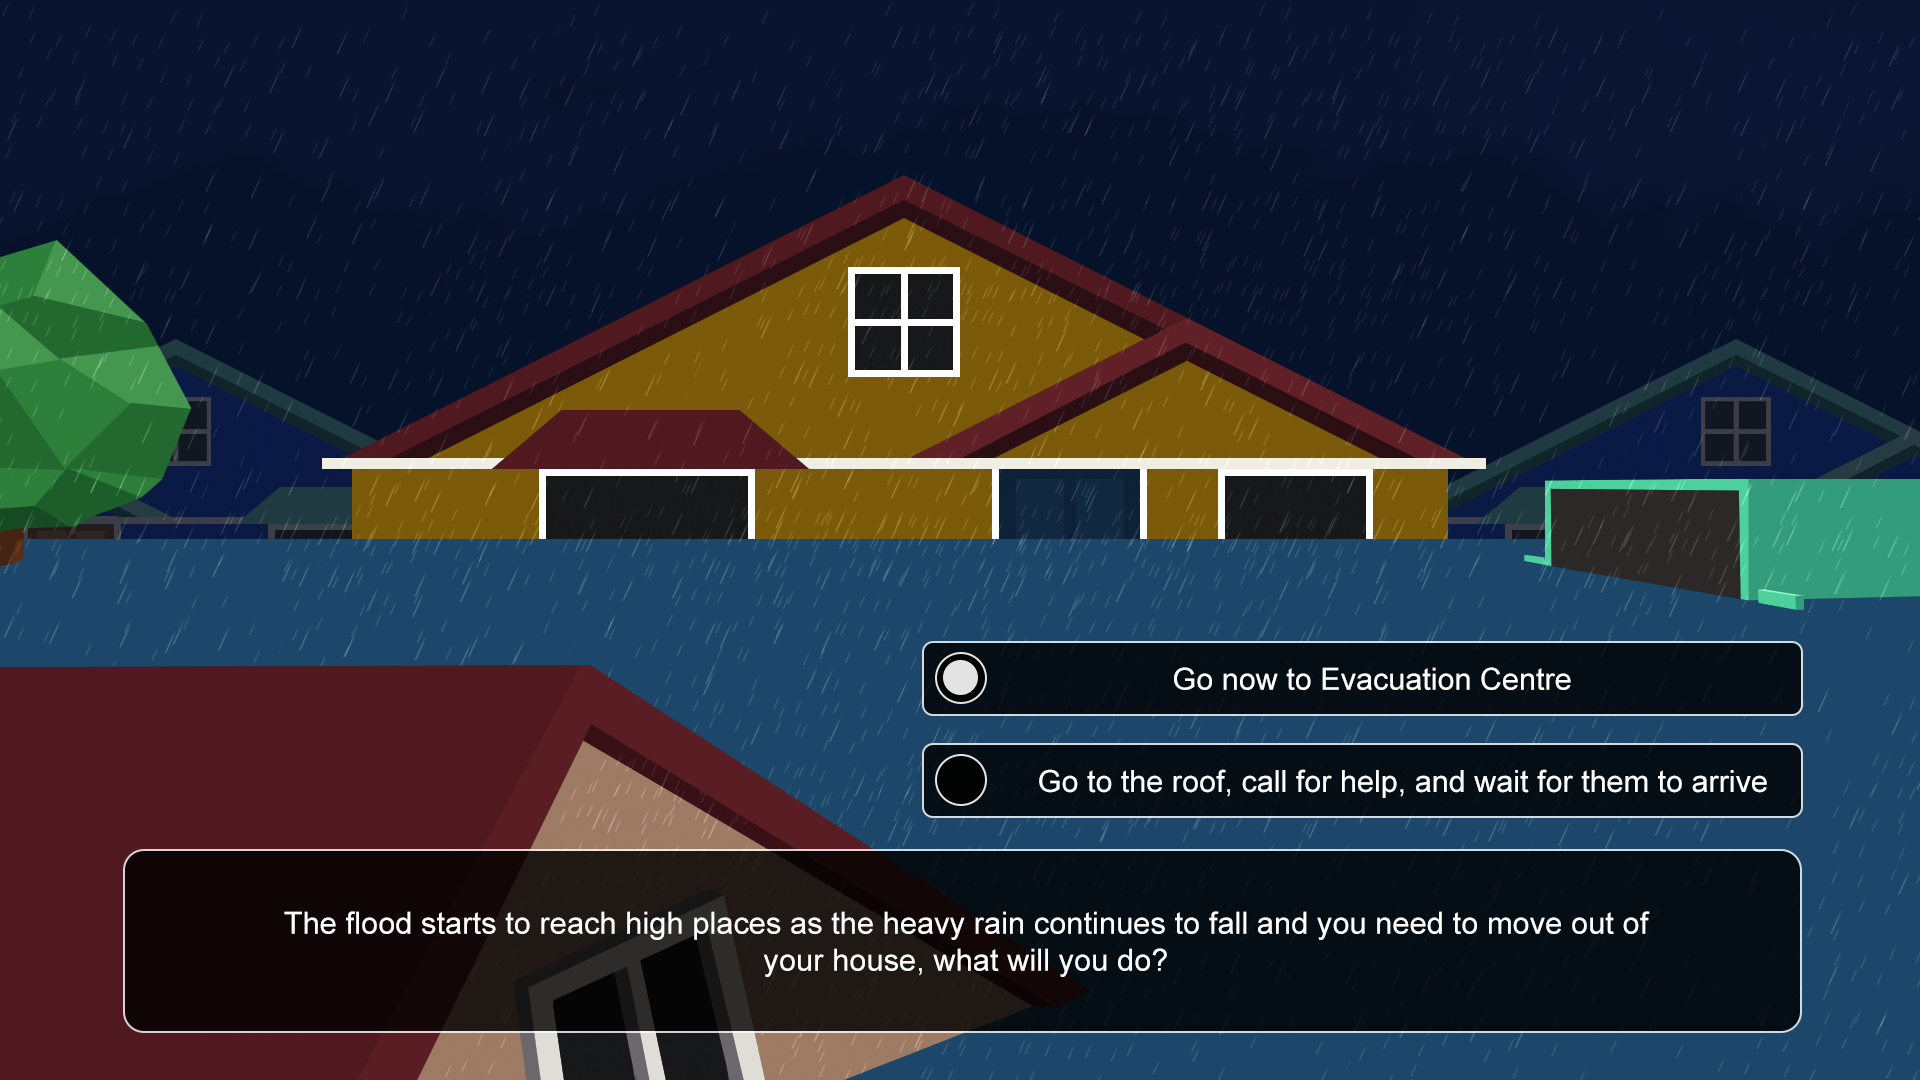 Go now to Evacuation Centre
Go to the roof, call for help, and wait for them to arrive
The flood starts to reach high places as the heavy rain continues to fall and you need to move out of
your house, what will you do?